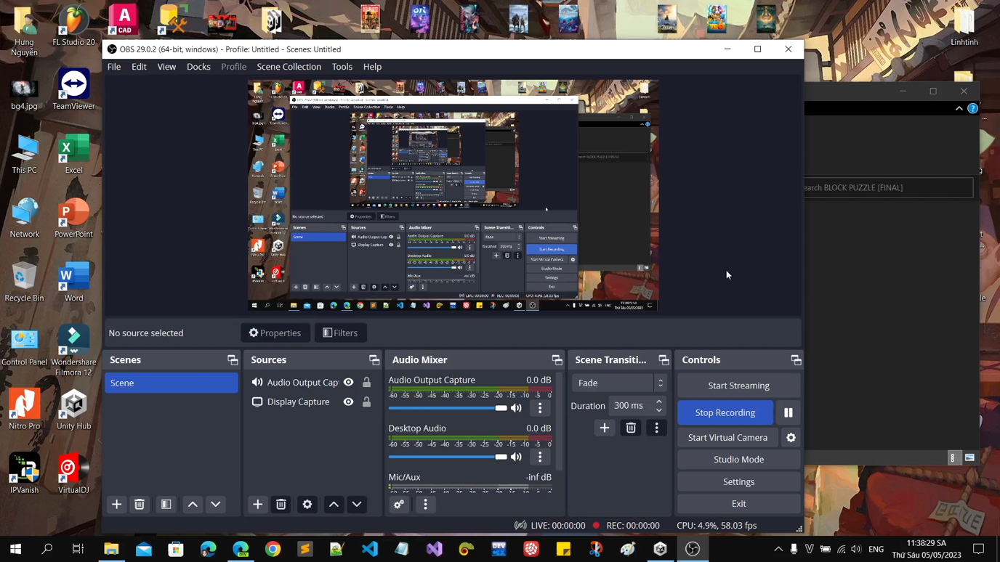 Hưng
Nguyễn
FL Studio 20
A
CAD
Linhtinh
bg4.jpg
TeamViewer
This PC
Excel
Network
PowerPoint
Recycle Bin
Word
Control Panel
Wondershare
Filmora 12
Nitro Pro
Unity Hub
IPVanish
VirtualDJ
OBS 29.0.2 (64-bit, windows) - Profile: Untitled - Scenes: Untitled
File Edit View Docks Profile Scene Collection Tools Help
earch BLOCK PUZZLE [FINAL]
No source selected
Properties
Filters
Scenes
Scene
Sources
Audio Output Cap
Display Capture
Audio Mixer
Audio Output Capture 0.0 dB
-60 -55 -50 -45 -40 -35 -30 -25 -20 -15 -10 -5 0
Desktop Audio 0.0 dB
-60 -55 -50 -45 -40 -35 -30 -25 -20 -15 -10 -5 0
Mic/Aux -inf dB
Scene Transiti...
Fade
Duration 300 ms
Controls
Start Streaming
Stop Recording
Start Virtual Camera
Studio Mode
Settings
Exit
LIVE: 00:00:00 REC: 00:00:00 CPU: 4.9%, 58.03 fps
ENG
11:38:29 SA
Thứ Sáu 05/05/2023